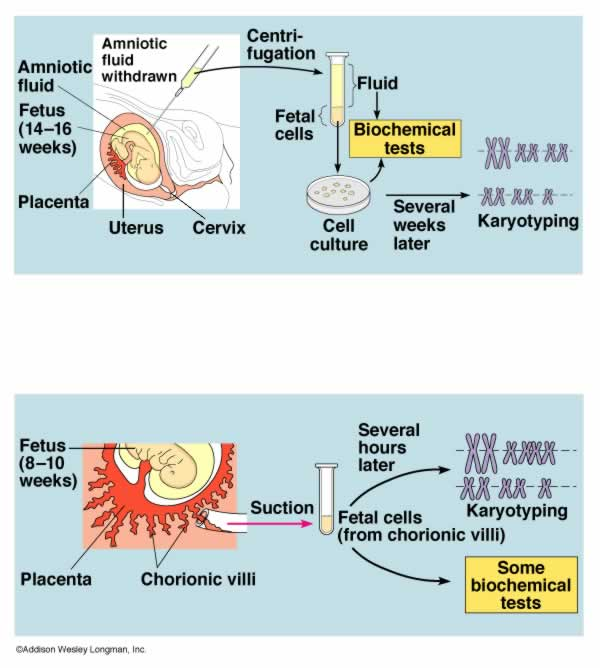 Amniotic
fluid
withdrawn
Centri-
fugation
Amniotic
fluid
Fetus
(14–16
weeks)
Placenta
Uterus
Cervix
Fluid
Fetal
cells
Biochemical
tests
Cell
culture
Several
weeks
later
Karyotyping
Fetus
(8–10
weeks)
Placenta
Chorionic villi
Suction
Several
hours
later
Fetal cells
(from chorionic villi)
Karyotyping
Some
biochemical
tests
©Addison Wesley Longman, Inc.